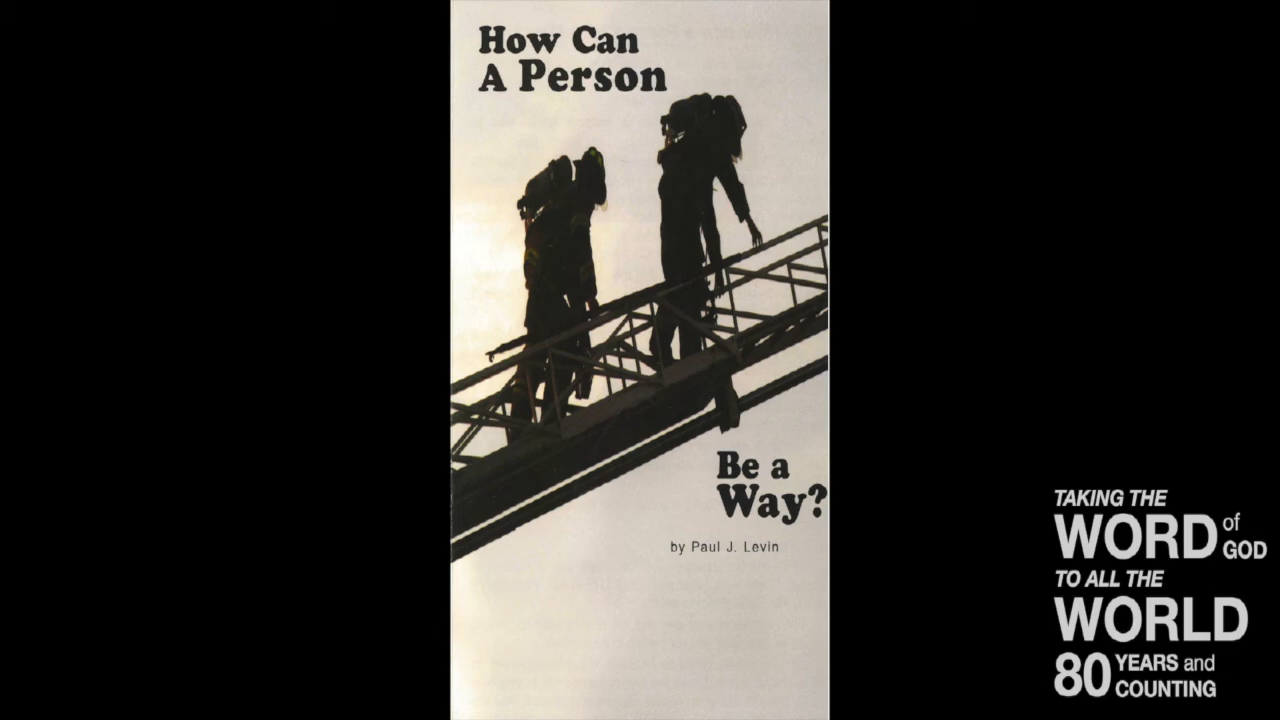 How Can
A Person
Be a
Way?
by Paul J. Levin
TAKING THE
WORD of
GOD
TO ALL THE
WORLD
80 YEARS and
COUNTING